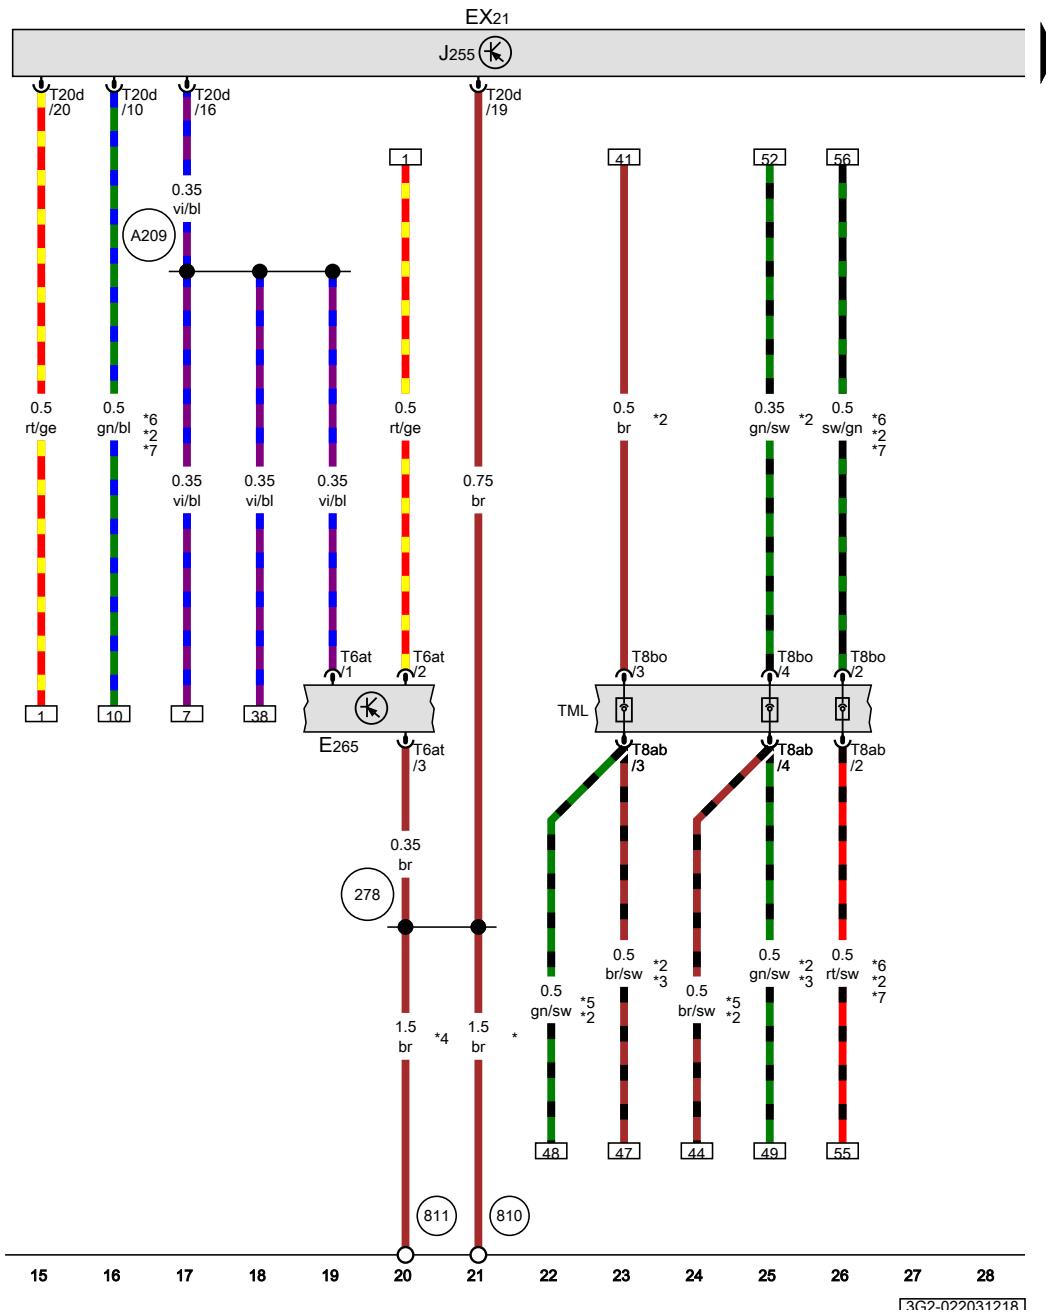 EX21
J255
T20d T20d T20d T20d
/20 /10 /16 /19
1 41 52 56
0.35
vi/bl
A209
0.5 0.5 0.5 0.5 0.35 0.5
rt/ge gn/bl rt/ge br gn/sw sw/gn
*6 *2 *2 *6
*2 *2
*7 *7
0.35 0.35 0.35 0.75
vi/bl vi/bl vi/bl br
T6at T6at T8bo T8bo T8bo
/1 /2 /3 /4 /2
1 10 7 38 TML
E265 T6at T8ab T8ab T8ab
/3 /3 /4 /2
0.35
br
278
0.5 0.5 0.5
br/sw gn/sw rt/sw
*2 *2 *6
*3 *3 *2
*7
0.5 0.5
gn/sw br/sw
*5 *5
*2 *2
1.5 1.5
br *4 br *
48 47 44 49 55
811 810
15 16 17 18 19 20 21 22 23 24 25 26 27 28
3G2-022031218